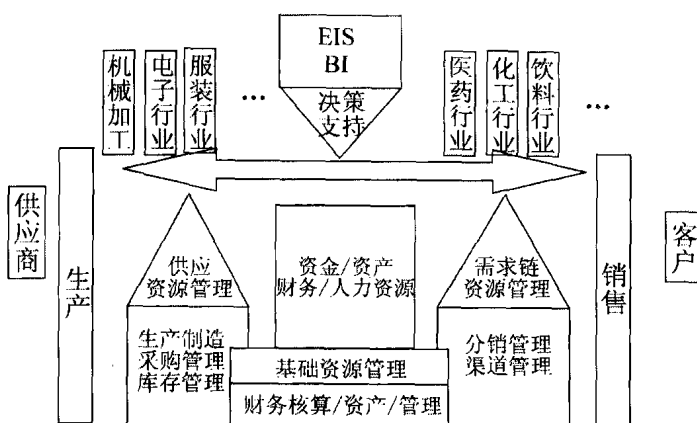 EIS
BI
决策
支持
机械加工
电子行业
服装行业
…
医药行业
化工行业
饮料行业
…
供应商
生产
供应
资源管理
生产制造
采购管理
库存管理
资金/资产
财务/人力资源
基础资源管理
财务核算/资产/管理
需求链
资源管理
分销管理
渠道管理
销售
客户